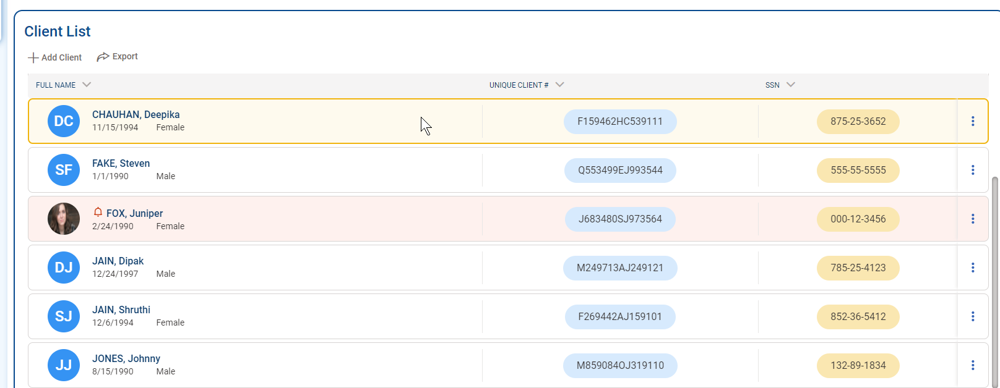 Client List
Add Client Export
FULL NAME UNIQUE CLIENT # SSN
DC CHAUHAN, Deepika F159462HC539111 875-25-3652
11/15/1994 Female
SF FAKE, Steven Q553499EJ993544 555-55-5555
1/1/1990 Male
FOX, Juniper J683480SJ973564 000-12-3456
2/24/1990 Female
DJ JAIN, Dipak M249713AJ249121 785-25-4123
12/24/1997 Male
SJ JAIN, Shruthi F269442AJ159101 852-36-5412
12/6/1994 Female
JJ JONES, Johnny M859084OJ319110 132-89-1834
8/15/1990 Male